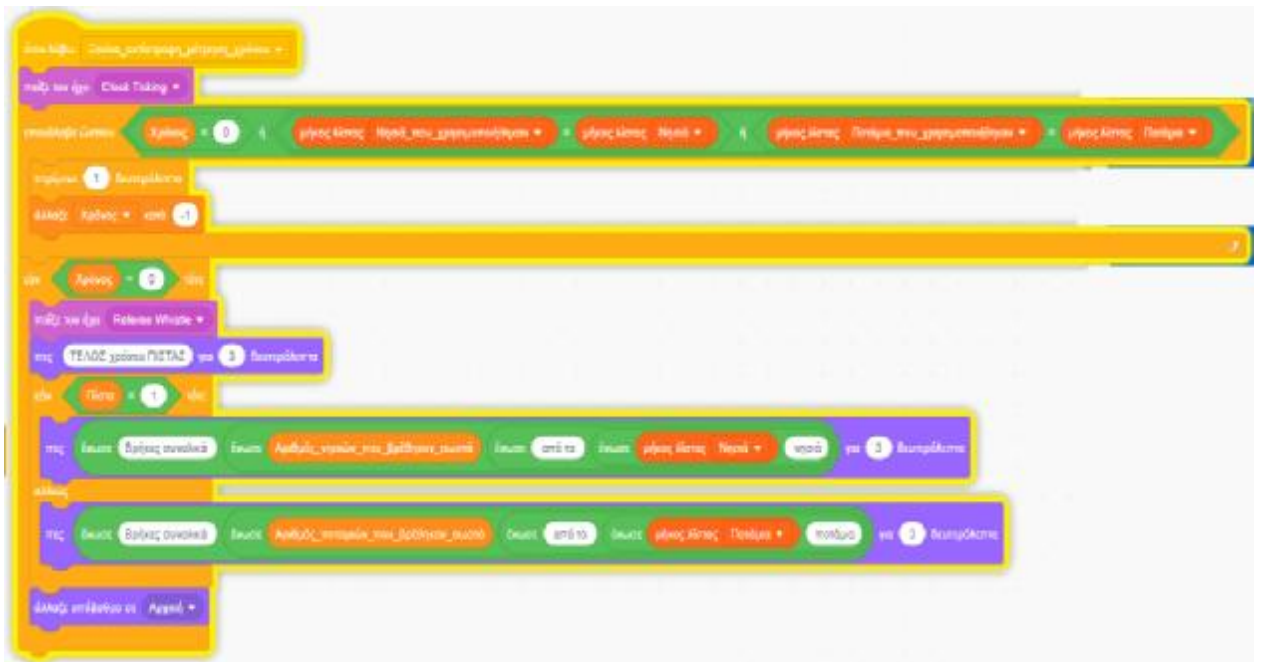 όταν λάβω Ξεκίνα_αντίστροφη_μέτρηση_χρόνου
παίξε τον ήχο Clock Ticking
επανάλαβε ώσπου Χρόνος = 0 ή μήκος λίστας Νησιά_που_χρησιμοποιήθηκαν = μήκος λίστας Νησιά ή μήκος λίστας Ποτάμια_που_χρησιμοποιήθηκαν = μήκος λίστας Ποτάμια
περίμενε 1 δευτερόλεπτα
άλλαξε Χρόνος κατά -1
εάν Χρόνος = 0 τότε
παίξε τον ήχο Referee Whistle
πες ΤΕΛΟΣ χρόνου ΠΙΣΤΑΣ για 3 δευτερόλεπτα
εάν Πίστα = 1 τότε
πες ένωσε Βρήκες συνολικά ένωσε Αριθμός_νησιών_που_βρέθηκαν_σωστά ένωσε από τα ένωσε μήκος λίστας Νησιά νησιά για 3 δευτερόλεπτα
αλλιώς
πες ένωσε Βρήκες συνολικά ένωσε Αριθμός_ποταμών_που_βρέθηκαν_σωστά ένωσε από τα ένωσε μήκος λίστας Ποτάμια ποτάμια για 3 δευτερόλεπτα
άλλαξε υπόβαθρο σε Αρχική